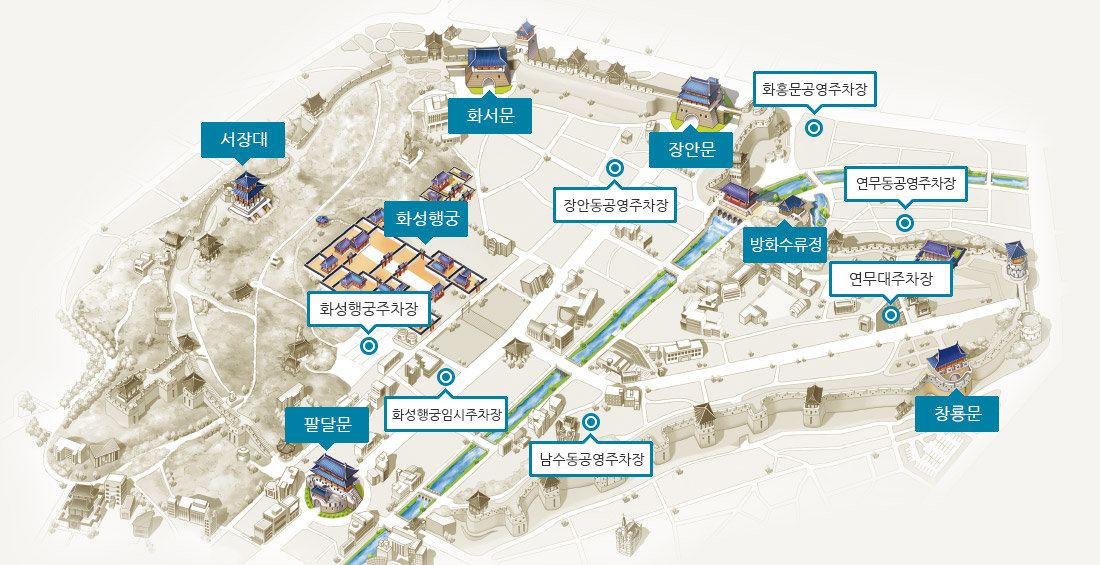 화홍문공영주차장
화서문
서장대
장안문
연무동공영주차장
장안동공영주차장
화성행궁
방화수류정
연무대주차장
화성행궁주차장
화성행궁임시주차장
창룡문
팔달문
남수동공영주차장